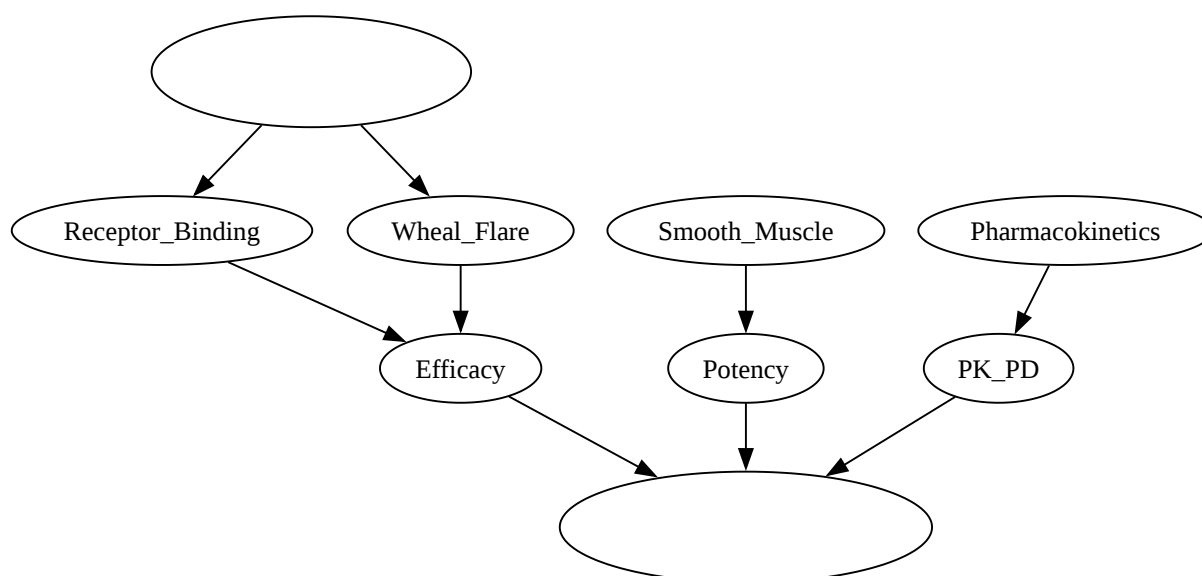 Receptor_Binding
Wheal_Flare
Smooth_Muscle
Pharmacokinetics
Efficacy
Potency
PK_PD